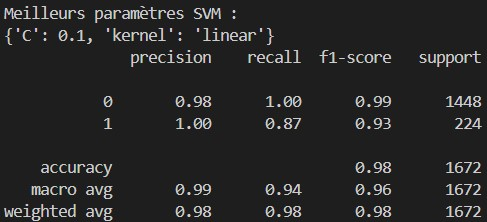 Meilleurs paramètres SVM :
{'C': 0.1, 'kernel': 'linear'}
precision recall f1-score support
0 0.98 1.00 0.99 1448
1 1.00 0.87 0.93 224
accuracy 0.98 1672
macro avg 0.99 0.94 0.96 1672
weighted avg 0.98 0.98 0.98 1672